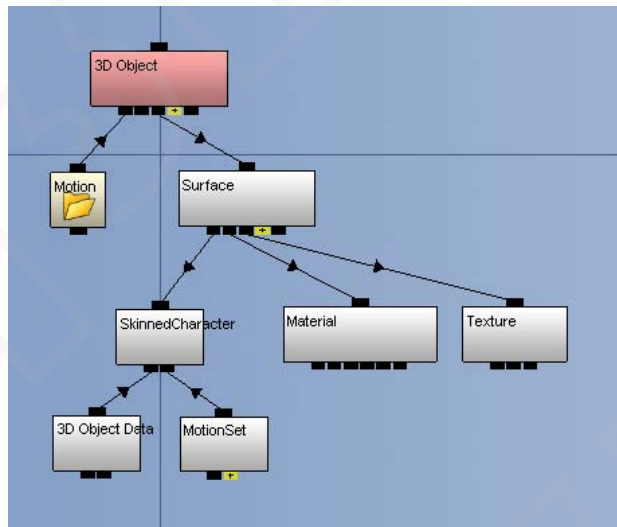 3D Object
Motion
Surface
SkinnedCharacter
Material
Texture
3D Object Data
MotionSet